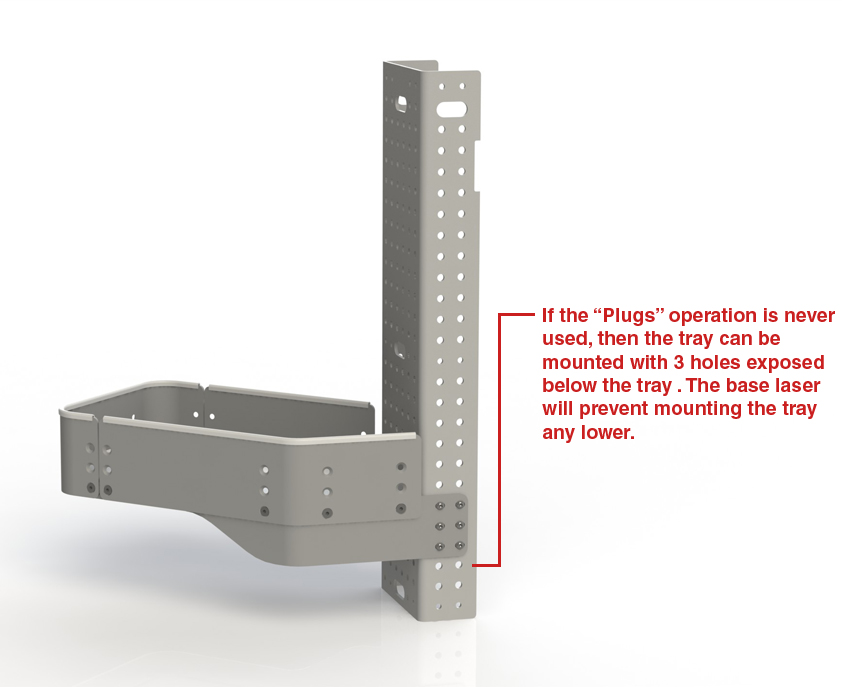 If the “Plugs” operation is never
used, then the tray can be
mounted with 3 holes exposed
below the tray . The base laser
will prevent mounting the tray
any lower.